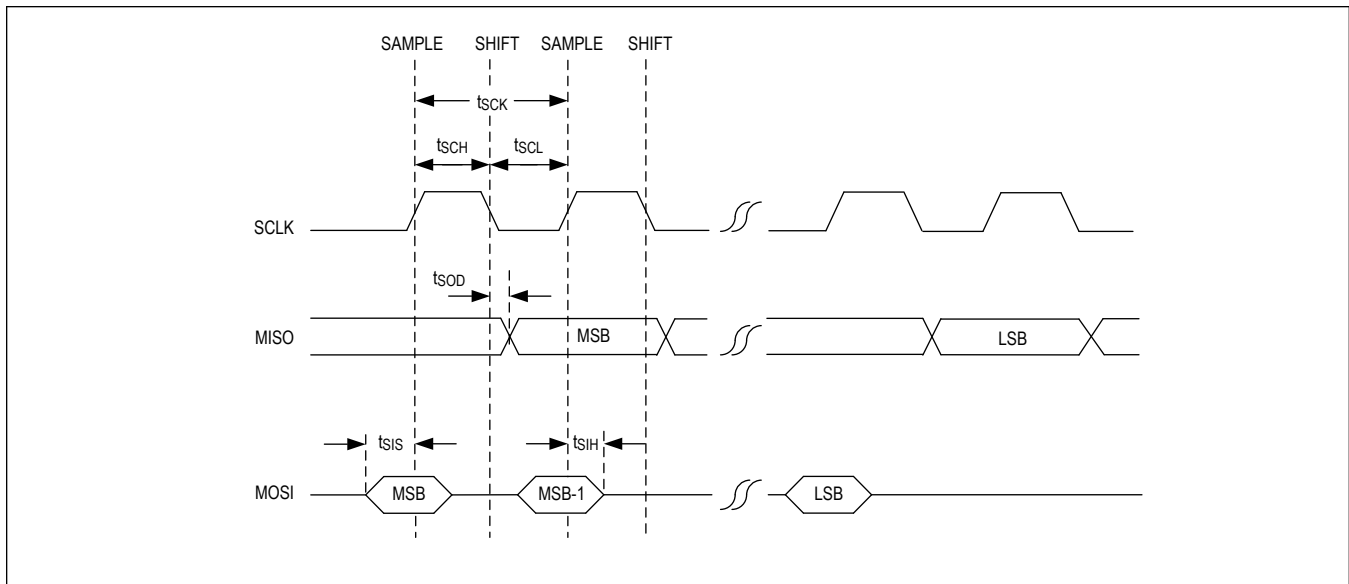 SAMPLE SHIFT SAMPLE SHIFT
tSCK
tSCH tSCL
SCLK
tSOD
MISO MSB LSB
tSIS tSIH
MOSI MSB MSB-1 LSB